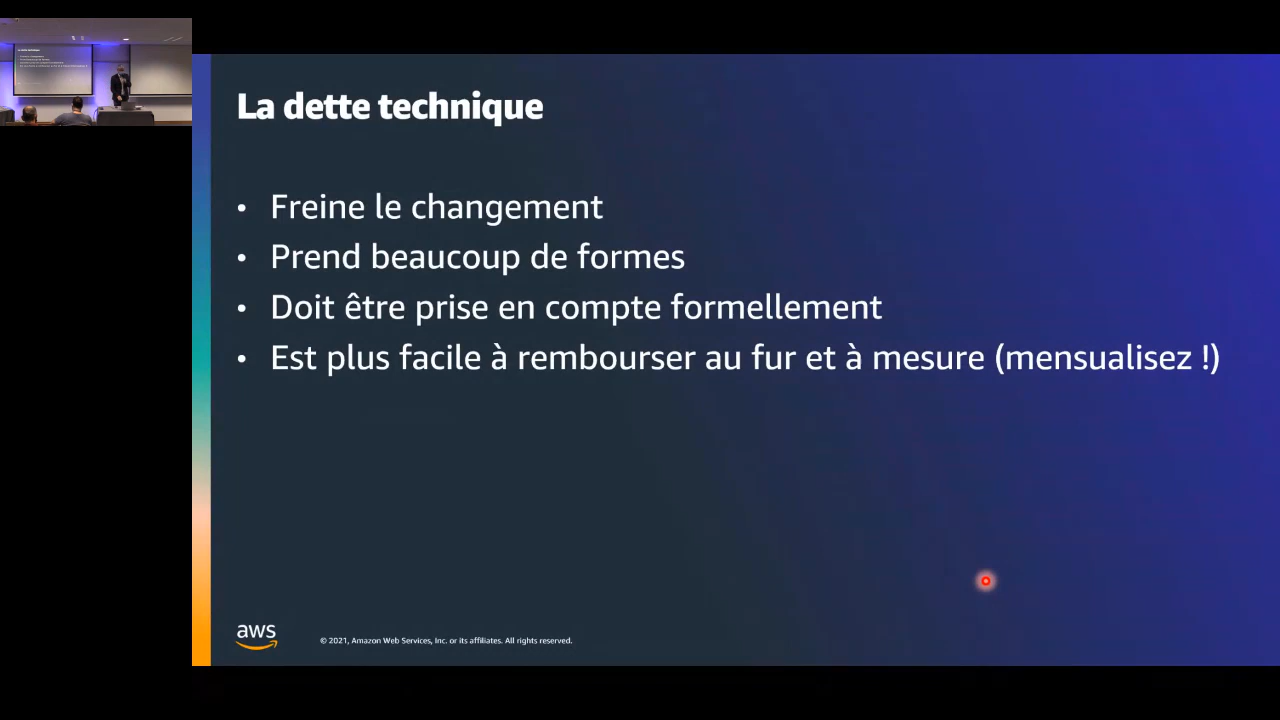 La dette technique
• Freine le changement
• Prend beaucoup de formes
• Doit être prise en compte formellement
• Est plus facile à rembourser au fur et à mesure (mensualisez !)
aws
© 2021, Amazon Web Services, Inc. or its affiliates. All rights reserved.